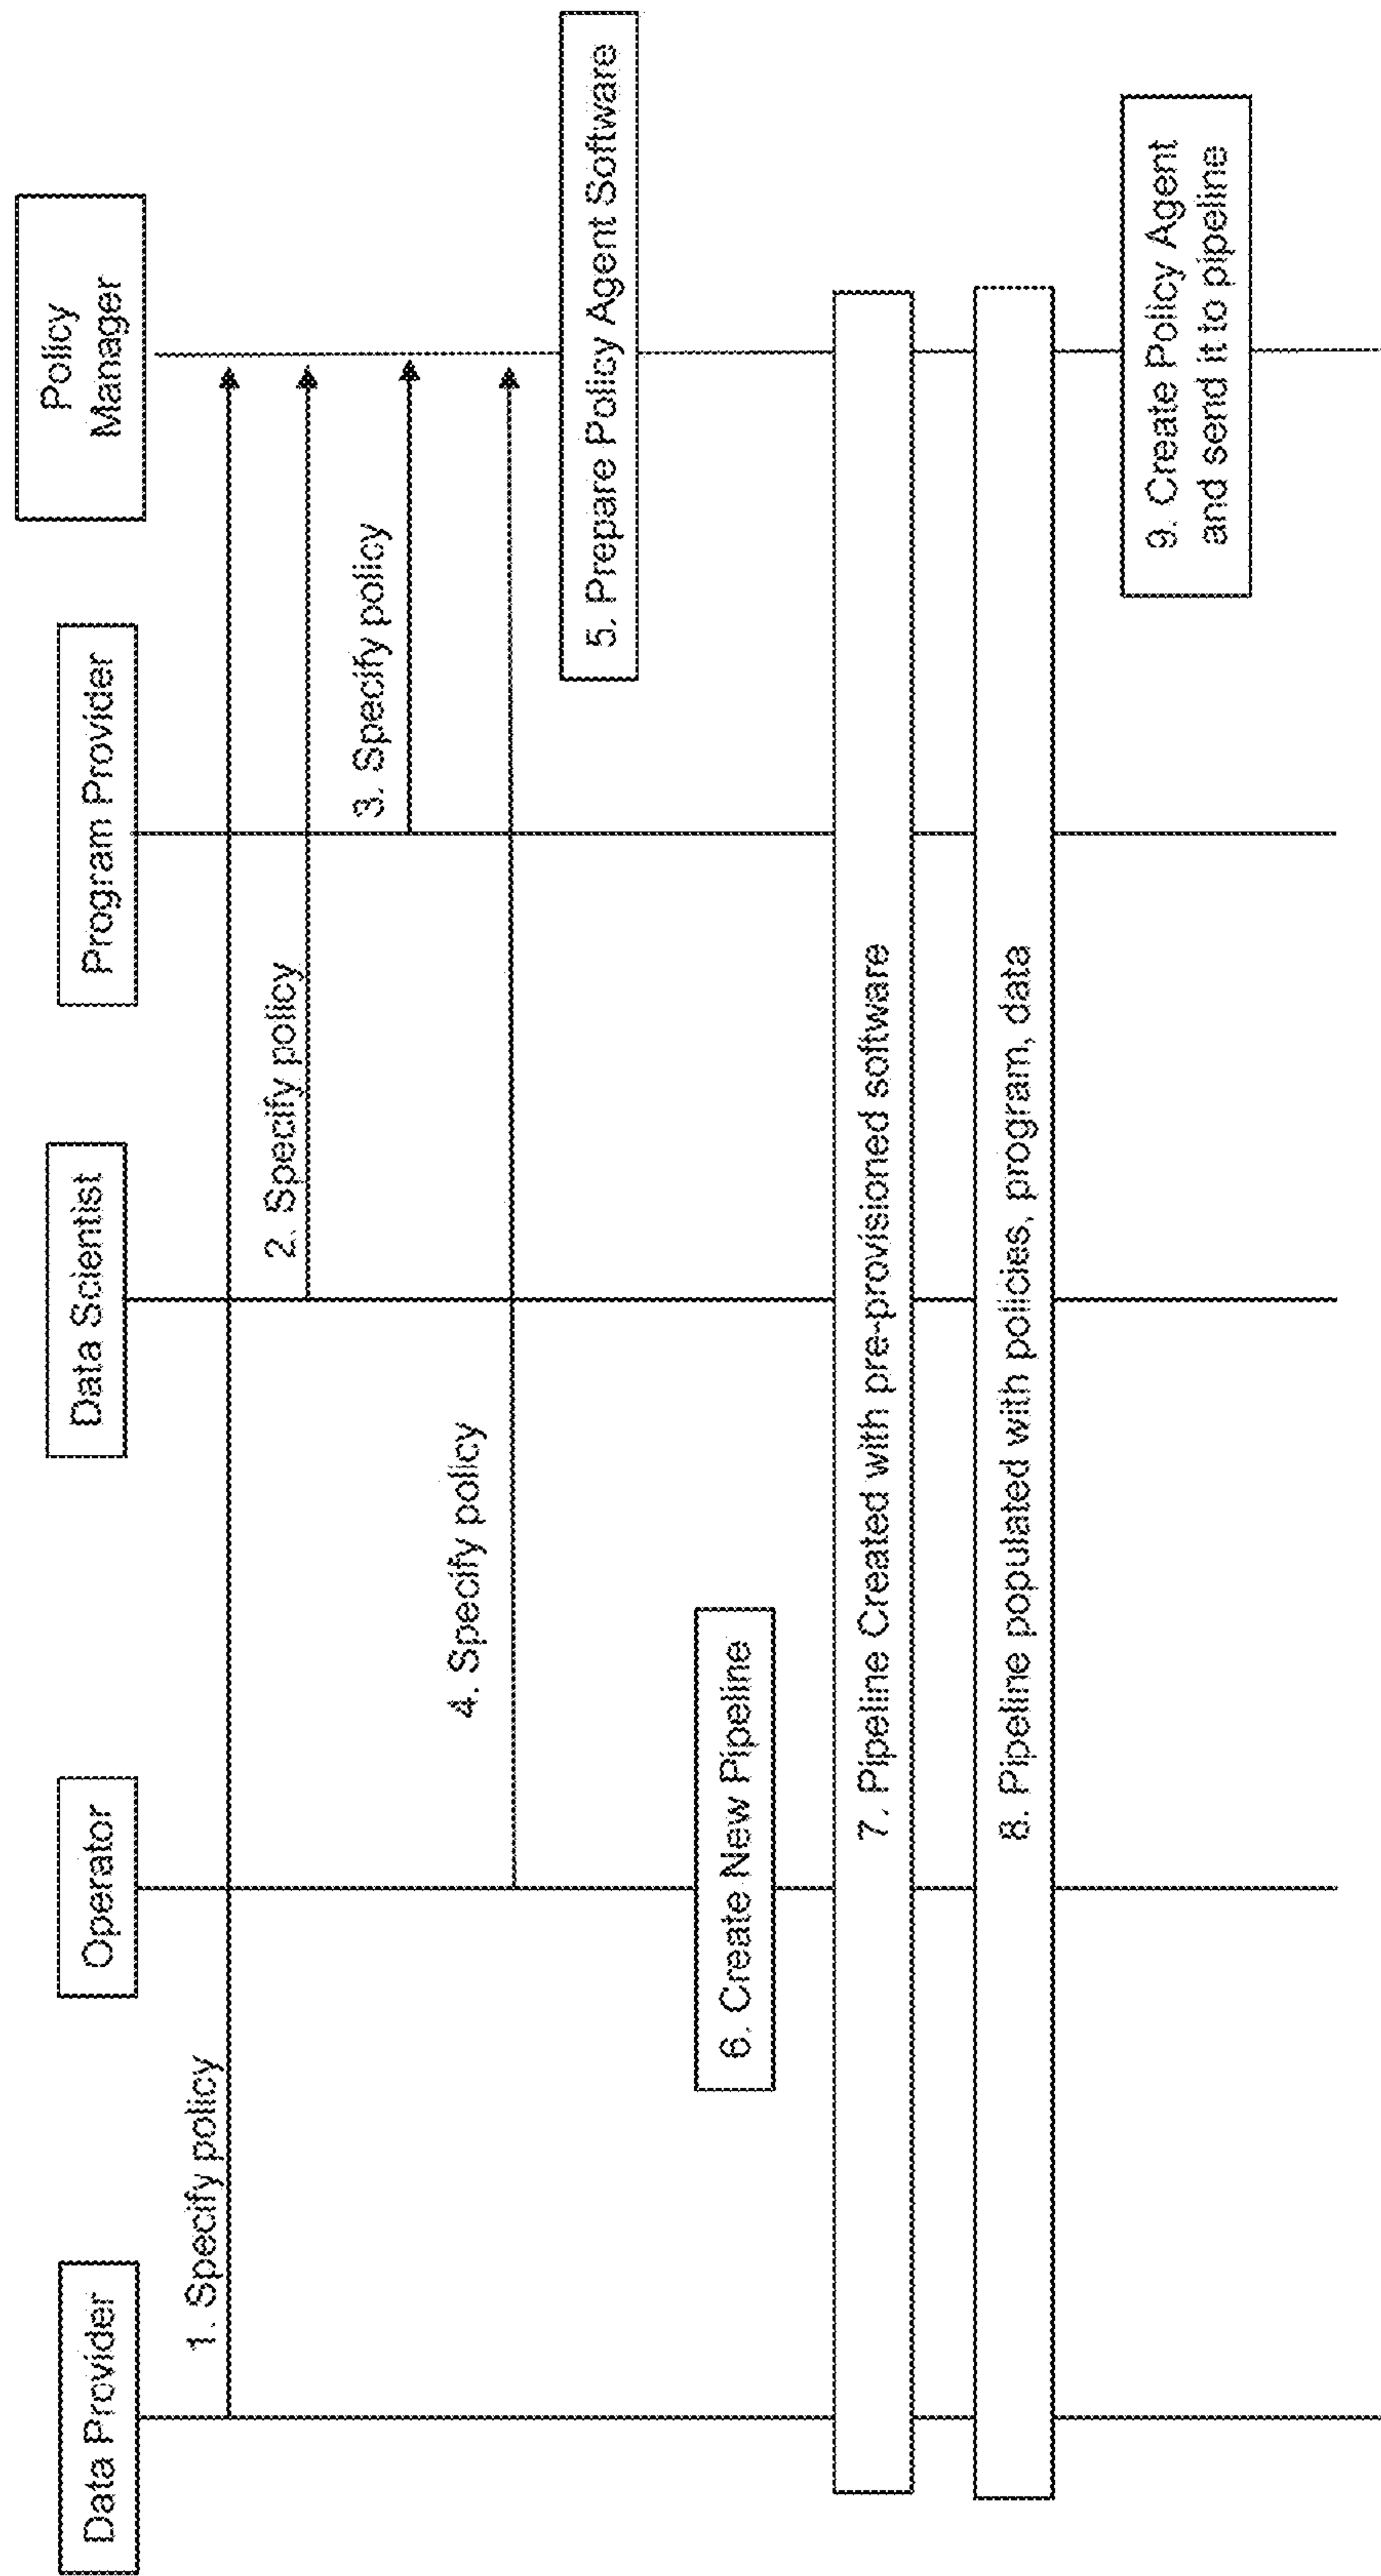 Data Provider
Operator
Data Scientist
Program Provider
Policy
Manager
1. Specify policy
2. Specify policy
3. Specify policy
4. Specify policy
5. Prepare Policy Agent Software
6. Create New Pipeline
7. Pipeline Created with pre-provisioned software
8. Pipeline populated with policies, program, data
9. Create Policy Agent
and send it to pipeline